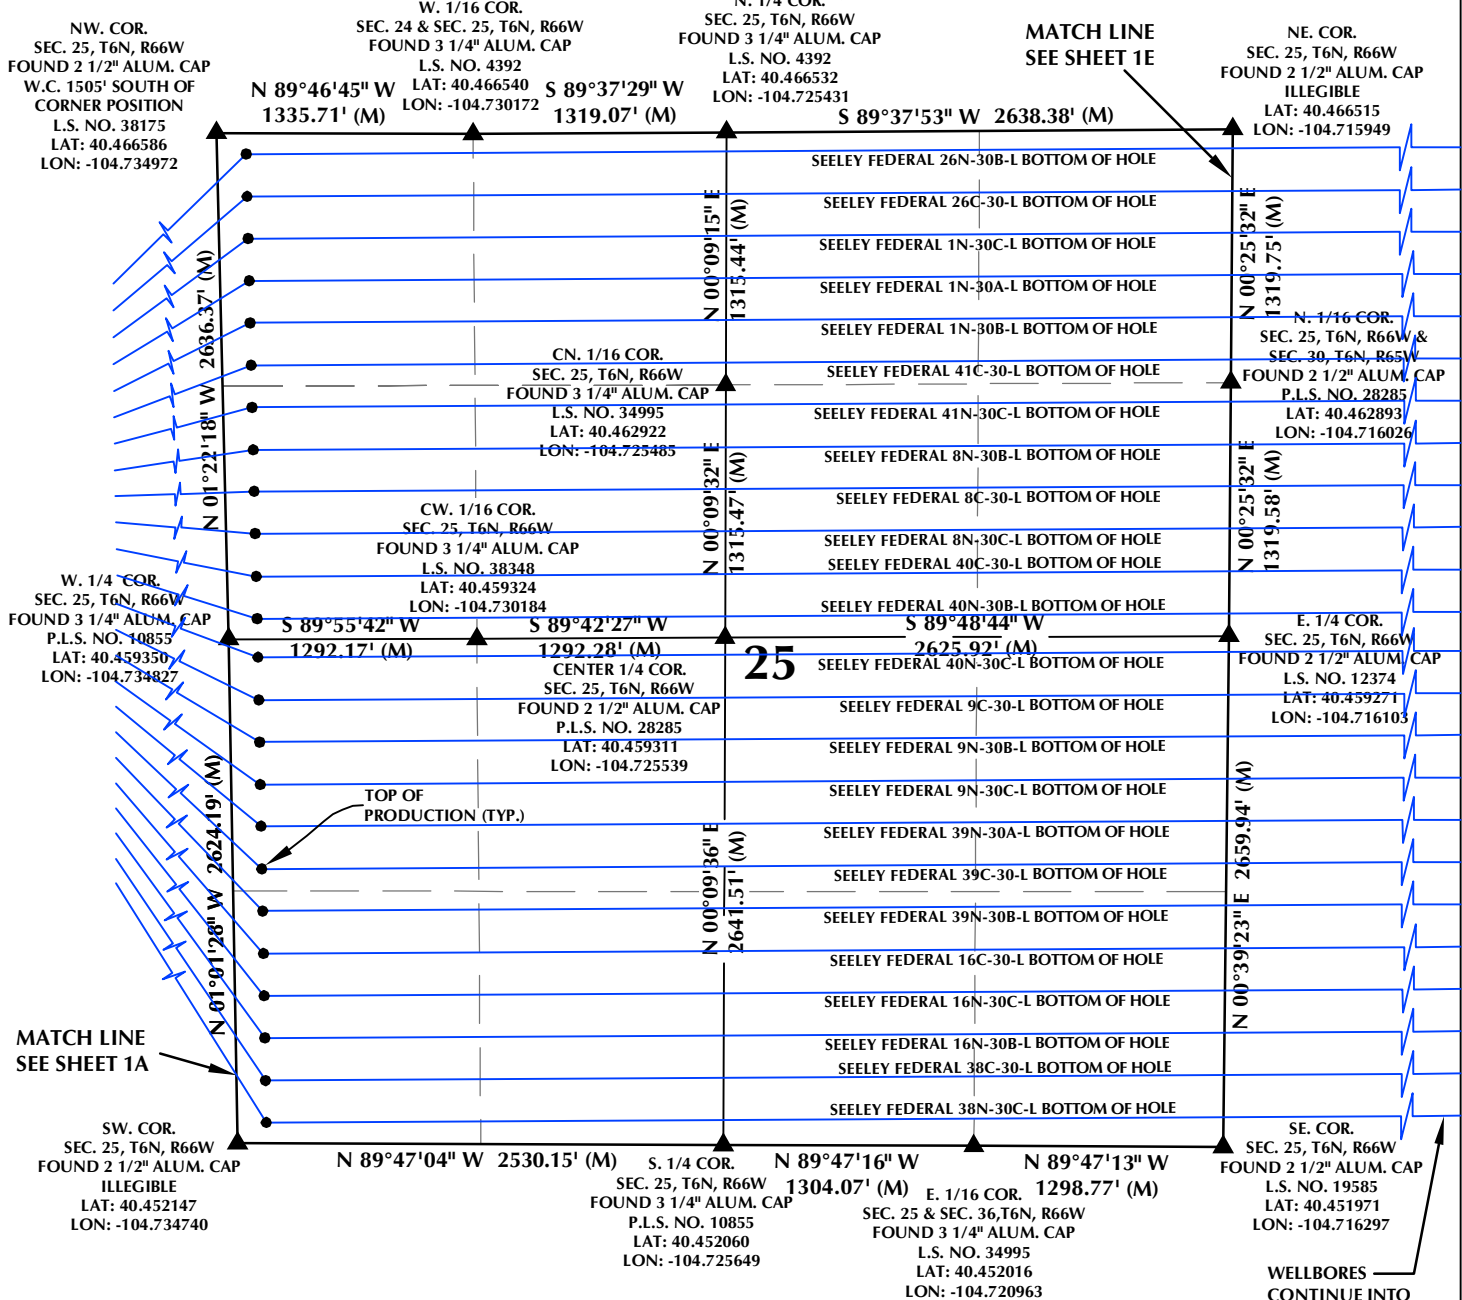 NW. COR.
SEC. 25, T6N, R66W
FOUND 2 1/2" ALUM. CAP
W.C. 1505' SOUTH OF
CORNER POSITION
L.S. NO. 38175
LAT: 40.466586
LON: -104.734972
W. 1/16 COR.
SEC. 24 & SEC. 25, T6N, R66W
FOUND 3 1/4" ALUM. CAP
L.S. NO. 4392
LAT: 40.466540
LON: -104.730172
N. 1/4 COR.
SEC. 25, T6N, R66W
FOUND 3 1/4" ALUM. CAP
L.S. NO. 4392
LAT: 40.466532
LON: -104.725431
MATCH LINE
SEE SHEET 1E
NE. COR.
SEC. 25, T6N, R66W
FOUND 2 1/2" ALUM. CAP
ILLEGIBLE
LAT: 40.466515
LON: -104.715949
N 89°46'45" W
1335.71' (M)
S 89°37'29" W
1319.07' (M)
S 89°37'53" W 2638.38' (M)
SEELEY FEDERAL 26N-30B-L BOTTOM OF HOLE
SEELEY FEDERAL 26C-30-L BOTTOM OF HOLE
SEELEY FEDERAL 1N-30C-L BOTTOM OF HOLE
SEELEY FEDERAL 1N-30A-L BOTTOM OF HOLE
SEELEY FEDERAL 1N-30B-L BOTTOM OF HOLE
SEELEY FEDERAL 41C-30-L BOTTOM OF HOLE
SEELEY FEDERAL 41N-30C-L BOTTOM OF HOLE
SEELEY FEDERAL 8N-30B-L BOTTOM OF HOLE
SEELEY FEDERAL 8C-30-L BOTTOM OF HOLE
SEELEY FEDERAL 8N-30C-L BOTTOM OF HOLE
SEELEY FEDERAL 40C-30-L BOTTOM OF HOLE
SEELEY FEDERAL 40N-30B-L BOTTOM OF HOLE
N 01°22'18" W 2636.37' (M)
N 00°09'15" E
1315.44' (M)
N 00°25'32" E
1319.75' (M)
N. 1/16 COR.
SEC. 25, T6N, R66W &
SEC. 30, T6N, R65W
FOUND 2 1/2" ALUM. CAP
P.L.S. NO. 28285
LAT: 40.462893
LON: -104.716026
CN. 1/16 COR.
SEC. 25, T6N, R66W
FOUND 3 1/4" ALUM. CAP
L.S. NO. 34995
LAT: 40.462922
LON: -104.725485
N 00°09'32" E
1315.47' (M)
N 00°25'32" E
1319.58' (M)
CW. 1/16 COR.
SEC. 25, T6N, R66W
FOUND 3 1/4" ALUM. CAP
L.S. NO. 38348
LAT: 40.459324
LON: -104.730184
W. 1/4 COR.
SEC. 25, T6N, R66W
FOUND 3 1/4" ALUM. CAP
P.L.S. NO. 10855
LAT: 40.459350
LON: -104.734827
S 89°55'42" W
1292.17' (M)
S 89°42'27" W
1292.28' (M)
S 89°48'44" W
2625.92' (M)
25
CENTER 1/4 COR.
SEC. 25, T6N, R66W
FOUND 2 1/2" ALUM. CAP
P.L.S. NO. 28285
LAT: 40.459311
LON: -104.725539
E. 1/4 COR.
SEC. 25, T6N, R66W
FOUND 2 1/2" ALUM. CAP
L.S. NO. 12374
LAT: 40.459271
LON: -104.716103
SEELEY FEDERAL 40N-30C-L BOTTOM OF HOLE
SEELEY FEDERAL 9C-30-L BOTTOM OF HOLE
SEELEY FEDERAL 9N-30B-L BOTTOM OF HOLE
SEELEY FEDERAL 9N-30C-L BOTTOM OF HOLE
SEELEY FEDERAL 39N-30A-L BOTTOM OF HOLE
SEELEY FEDERAL 39C-30-L BOTTOM OF HOLE
SEELEY FEDERAL 39N-30B-L BOTTOM OF HOLE
SEELEY FEDERAL 16C-30-L BOTTOM OF HOLE
SEELEY FEDERAL 16N-30C-L BOTTOM OF HOLE
SEELEY FEDERAL 16N-30B-L BOTTOM OF HOLE
SEELEY FEDERAL 38C-30-L BOTTOM OF HOLE
SEELEY FEDERAL 38N-30C-L BOTTOM OF HOLE
TOP OF
PRODUCTION (TYP.)
N 01°01'28" W 2624.19' (M)
N 00°09'36" E
2641.51' (M)
N 00°39'23" E 2659.94' (M)
MATCH LINE
SEE SHEET 1A
SW. COR.
SEC. 25, T6N, R66W
FOUND 2 1/2" ALUM. CAP
ILLEGIBLE
LAT: 40.452147
LON: -104.734740
N 89°47'04" W 2530.15' (M)
S. 1/4 COR.
SEC. 25, T6N, R66W
FOUND 3 1/4" ALUM. CAP
P.L.S. NO. 10855
LAT: 40.452060
LON: -104.725649
N 89°47'16" W
1304.07' (M)
N 89°47'13" W
1298.77' (M)
E. 1/16 COR.
SEC. 25 & SEC. 36,T6N, R66W
FOUND 3 1/4" ALUM. CAP
L.S. NO. 34995
LAT: 40.452016
LON: -104.720963
SE. COR.
SEC. 25, T6N, R66W
FOUND 2 1/2" ALUM. CAP
L.S. NO. 19585
LAT: 40.451971
LON: -104.716297
WELLBORES
CONTINUE INTO